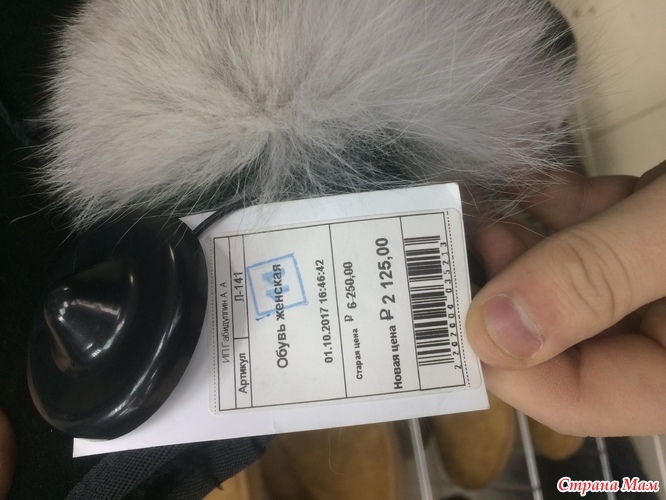 ИП Габидуллин А. А
Артикул Л-141
Обувь женская
01.10.2017 16:46:42
Старая цена ₽ 6 250,00
Новая цена ₽ 2 125,00
Страна Мам